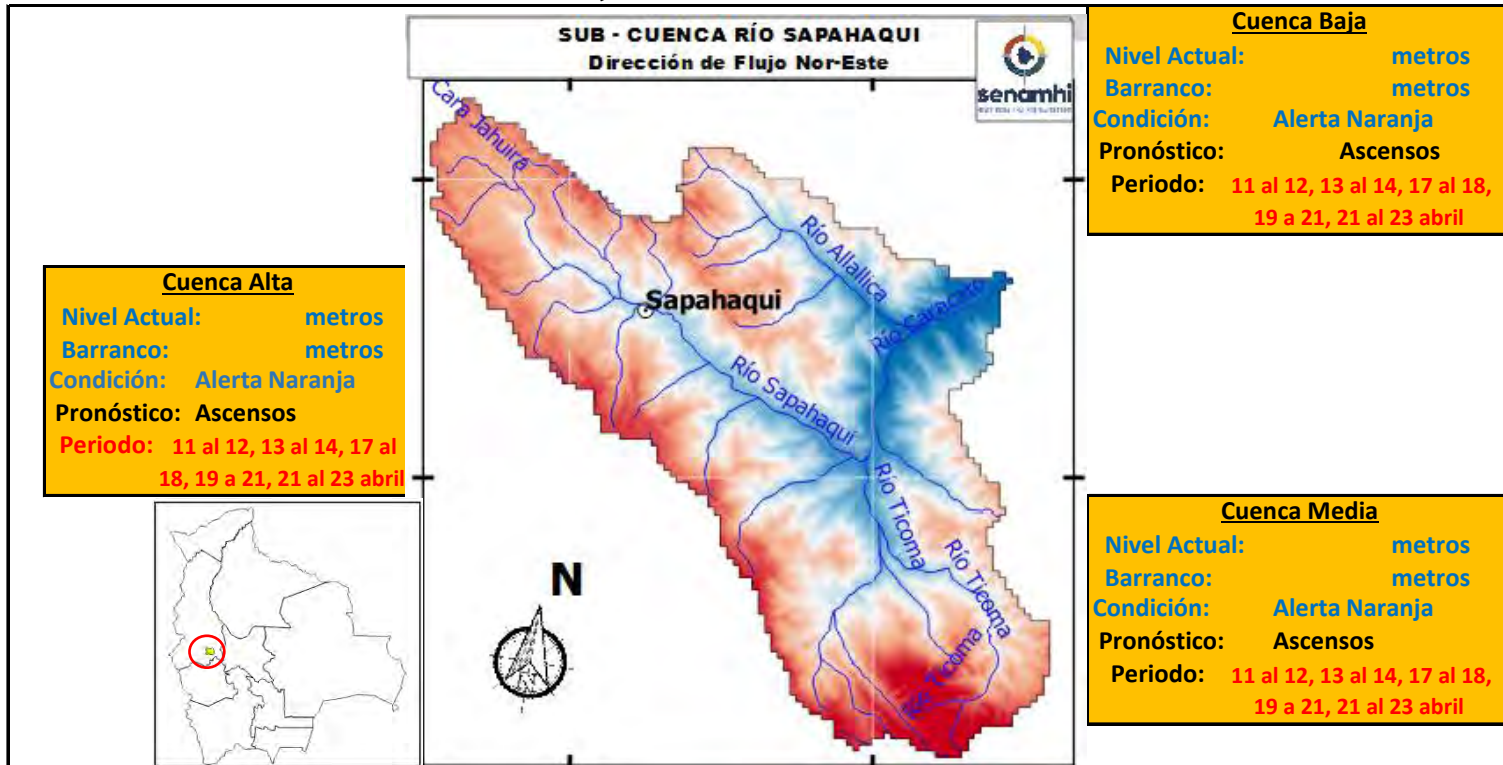 SUB - CUENCA RÍO SAPAHAQUI
Dirección de Flujo Nor-Este
senamhi
Cuenca Baja
Nivel Actual: metros
Barranco: metros
Condición: Alerta Naranja
Pronóstico: Ascensos
Periodo: 11 al 12, 13 al 14, 17 al 18,
19 a 21, 21 al 23 abril
Cuenca Alta
Nivel Actual: metros
Barranco: metros
Condición: Alerta Naranja
Pronóstico: Ascensos
Periodo: 11 al 12, 13 al 14, 17 al
18, 19 a 21, 21 al 23 abril
Cara Jahuira
Río Allallica
Sapahaqui
Río Caracato
Río Sapahaqui
Río Ticoma
Río Ticoma
Río Ticoma
N
Cuenca Media
Nivel Actual: metros
Barranco: metros
Condición: Alerta Naranja
Pronóstico: Ascensos
Periodo: 11 al 12, 13 al 14, 17 al 18,
19 a 21, 21 al 23 abril